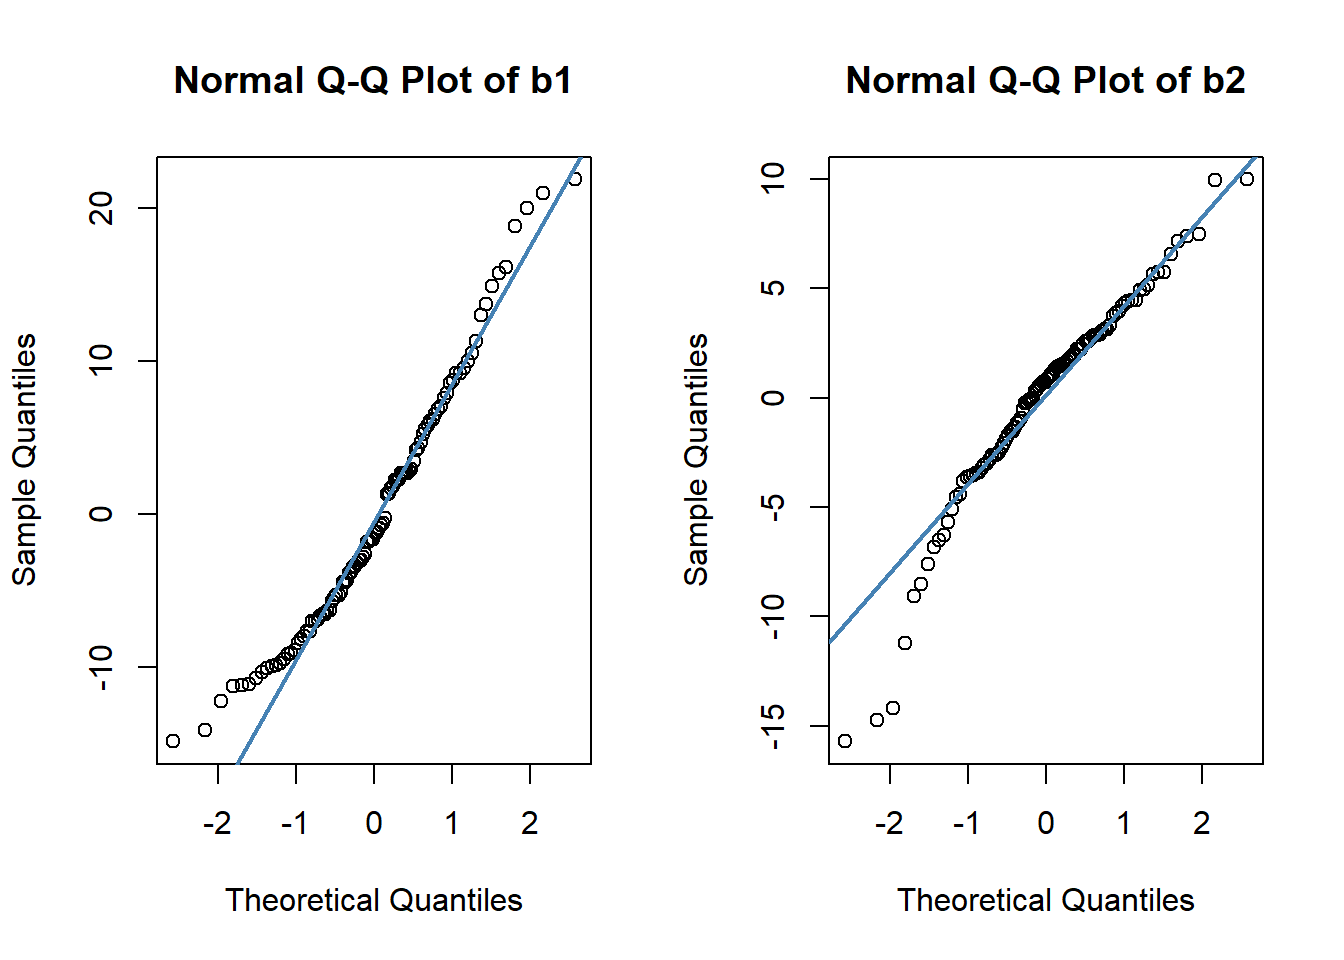 Normal Q-Q Plot of b1
Sample Quantiles
20
10
0
-10
-2 -1 0 1 2
Theoretical Quantiles
Normal Q-Q Plot of b2
Sample Quantiles
10
5
0
-5
-10
-15
-2 -1 0 1 2
Theoretical Quantiles